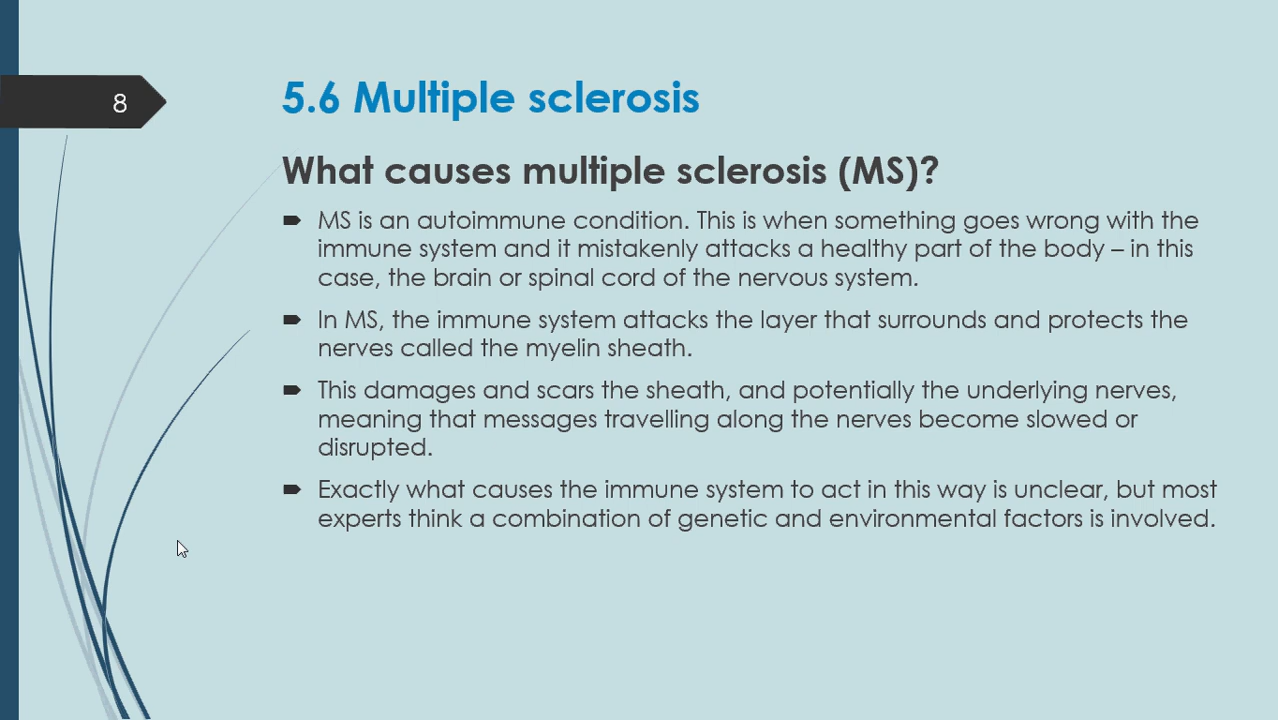 8
5.6 Multiple sclerosis
What causes multiple sclerosis (MS)?
MS is an autoimmune condition. This is when something goes wrong with the
immune system and it mistakenly attacks a healthy part of the body – in this
case, the brain or spinal cord of the nervous system.
In MS, the immune system attacks the layer that surrounds and protects the
nerves called the myelin sheath.
This damages and scars the sheath, and potentially the underlying nerves,
meaning that messages travelling along the nerves become slowed or
disrupted.
Exactly what causes the immune system to act in this way is unclear, but most
experts think a combination of genetic and environmental factors is involved.